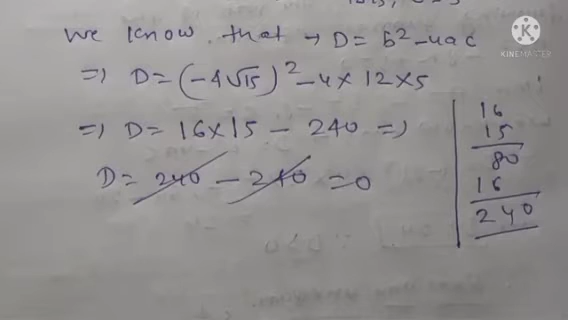 We know that → D = b² - 4ac
⇒ D = (-4√15)² - 4 × 12 × 5
⇒ D = 16 × 15 - 240 ⇒
D = 240 - 240 = 0
16
15
80
16
240
KINEMASTER